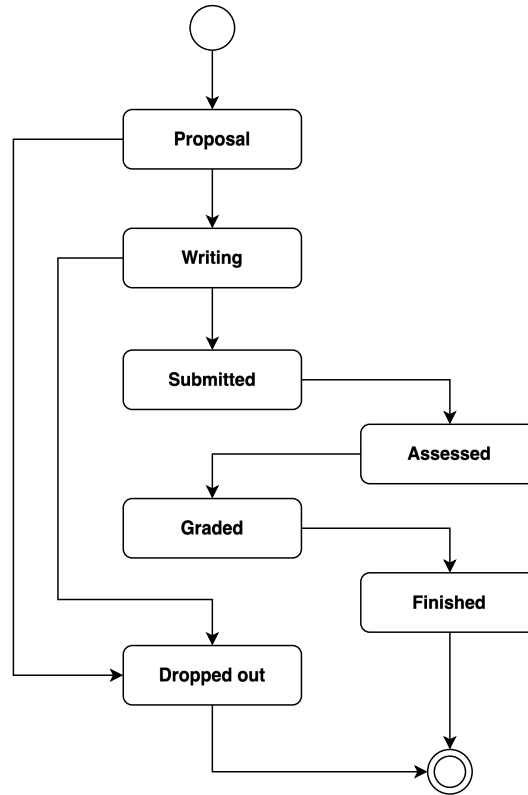 Proposal
Writing
Submitted
Assessed
Graded
Finished
Dropped out